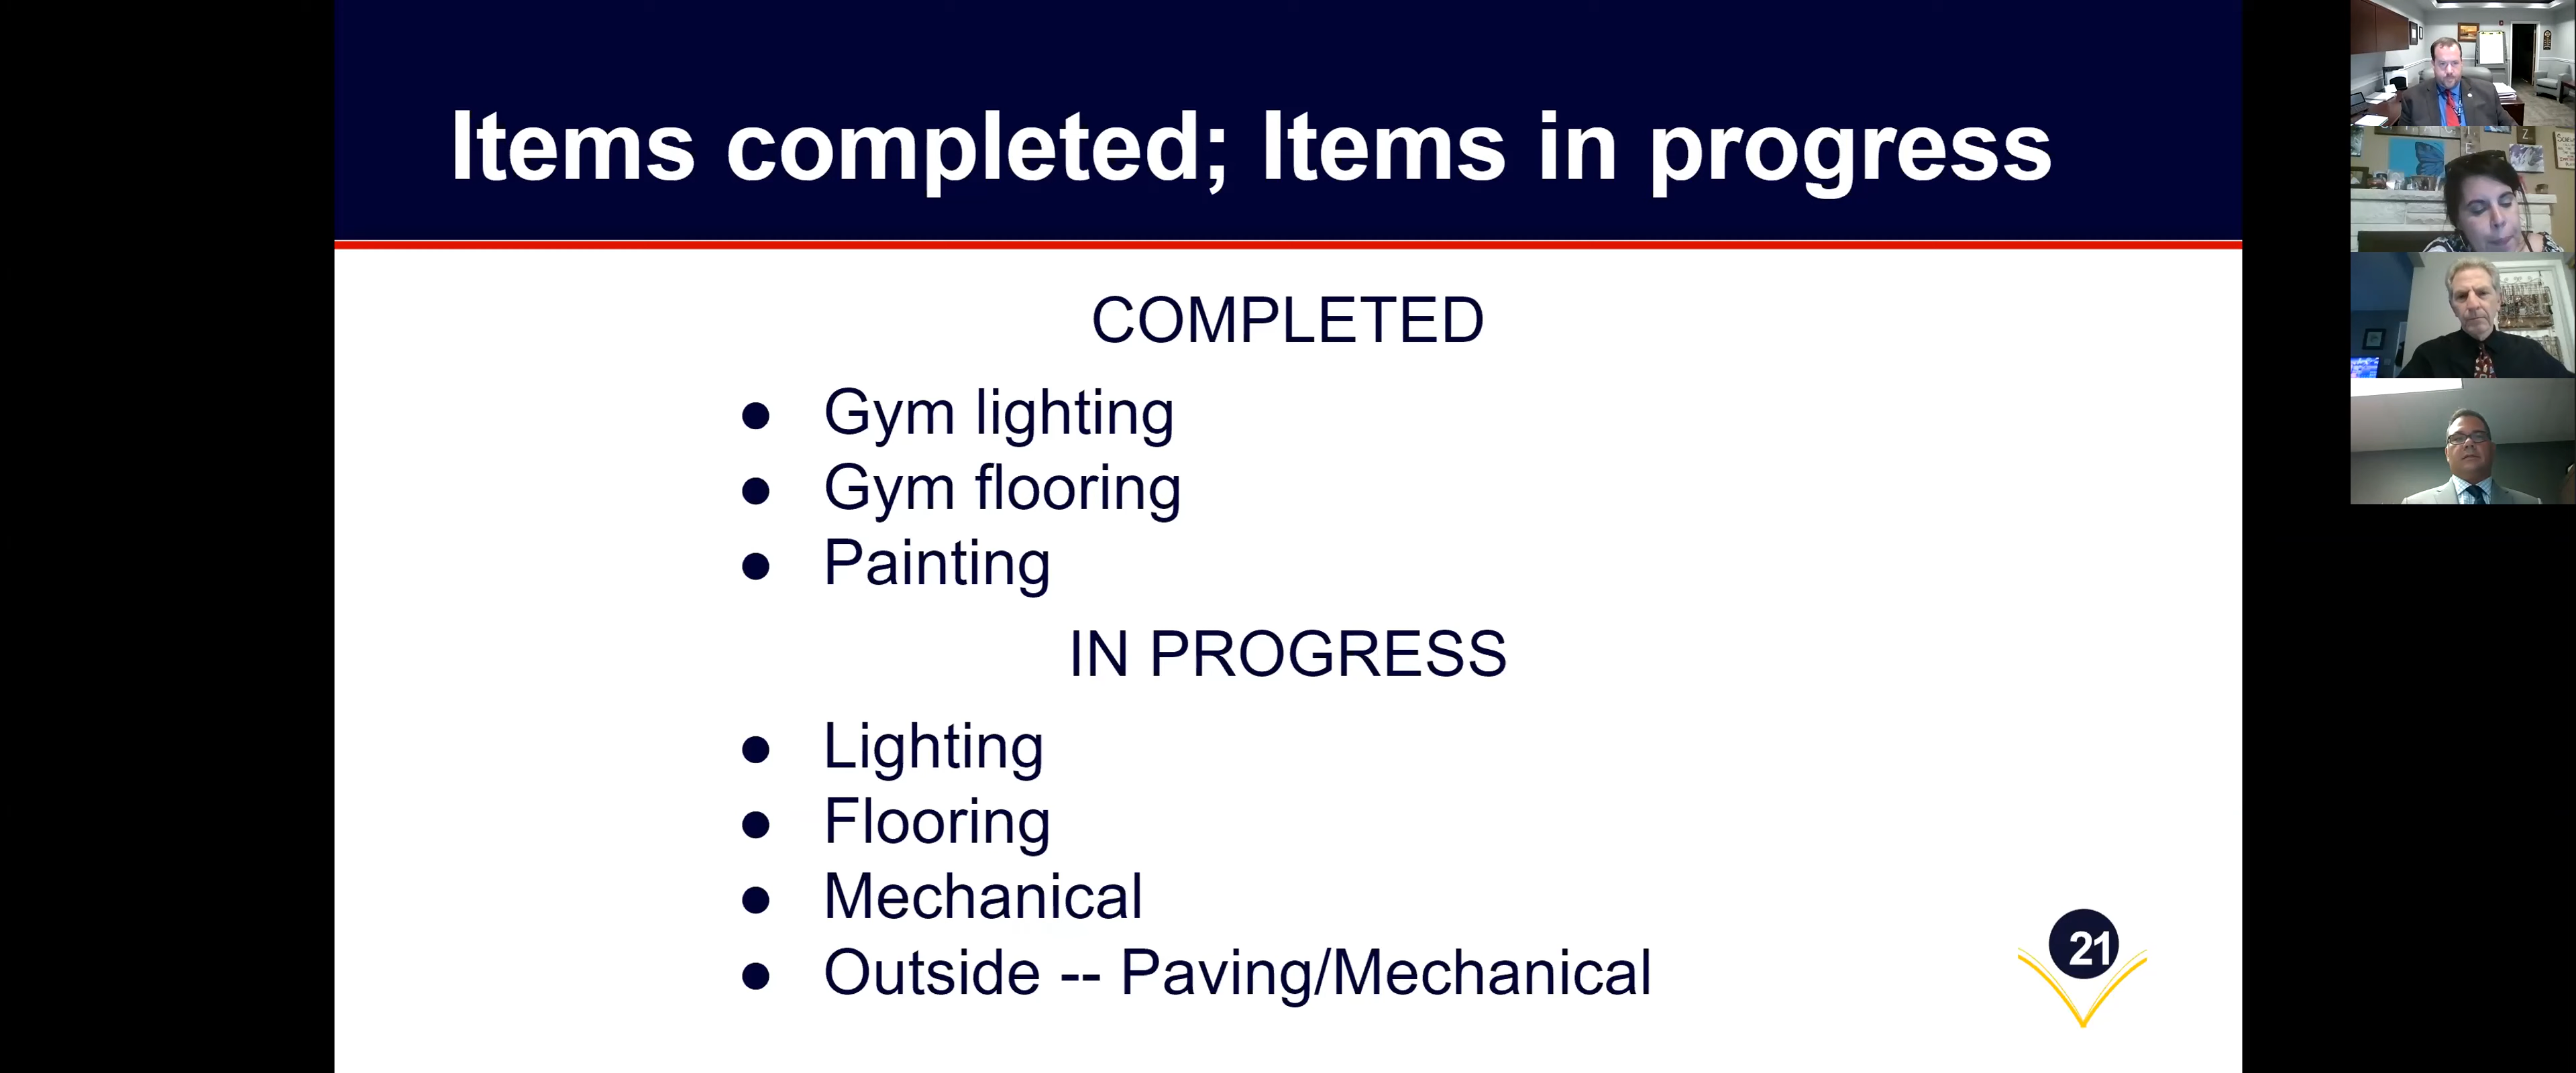 Items completed; Items in progress
COMPLETED
● Gym lighting
● Gym flooring
● Painting
IN PROGRESS
● Lighting
● Flooring
● Mechanical
● Outside -- Paving/Mechanical
21